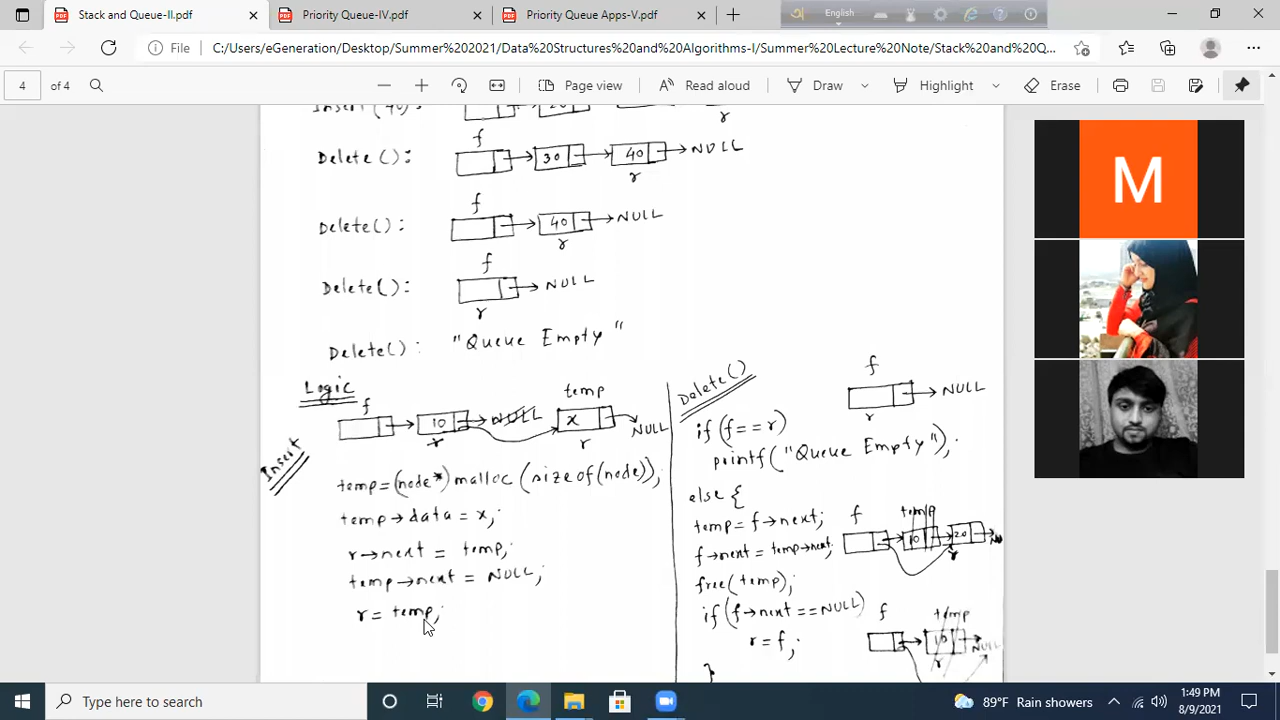 Stack and Queue-II.pdf
Priority Queue-IV.pdf
Priority Queue Apps-V.pdf
English
File
C:/Users/eGeneration/Desktop/Summer%202021/Data%20Structures%20and%20Algorithms-I/Summer%20Lecture%20Note/Stack%20and%20Q...
4 of 4
Page view
Read aloud
Draw
Highlight
Erase
Insert(40):
r
f
Delete():
30
40
NULL
r
f
Delete():
40
NULL
r
f
Delete():
NULL
r
Delete(): "Queue Empty"
Logic
f
10
r
NULL
temp
x
r
NULL
Insert
temp=(node*)malloc(sizeof(node));
temp→data = x;
r→next = temp;
temp→next = NULL;
r = temp;
Delete()
f
NULL
r
if(f==r)
printf("Queue Empty");
else{
temp=f→next;
f→next=temp→next;
free(temp);
if(f→next==NULL)
r=f;
}
f
temp
10
20
r
f
temp
10
r
NULL
M
Type here to search
89°F Rain showers
1:49 PM
8/9/2021